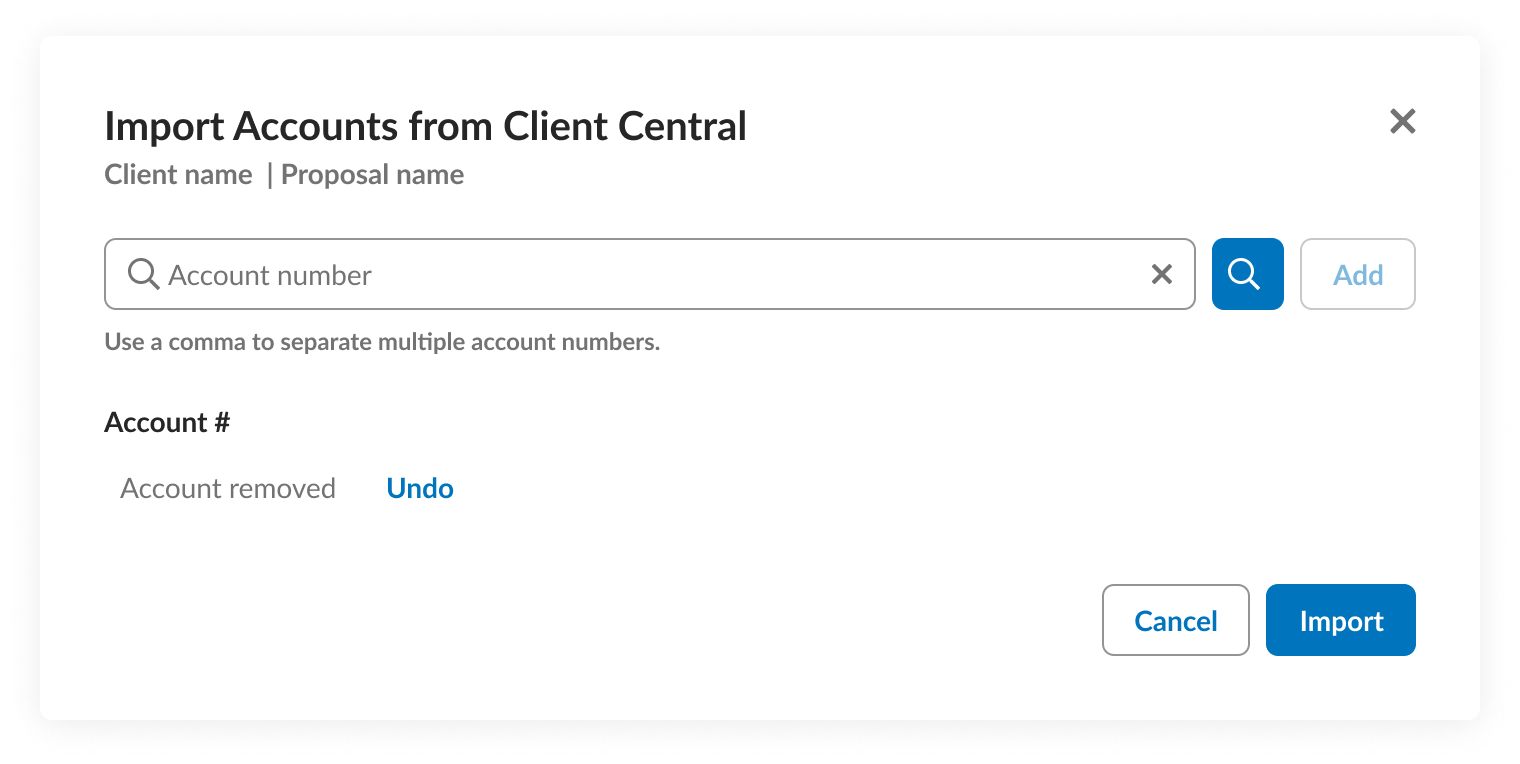 Import Accounts from Client Central
Client name | Proposal name
Account number
Add
Use a comma to separate multiple account numbers.
Account #
Account removed Undo
Cancel Import